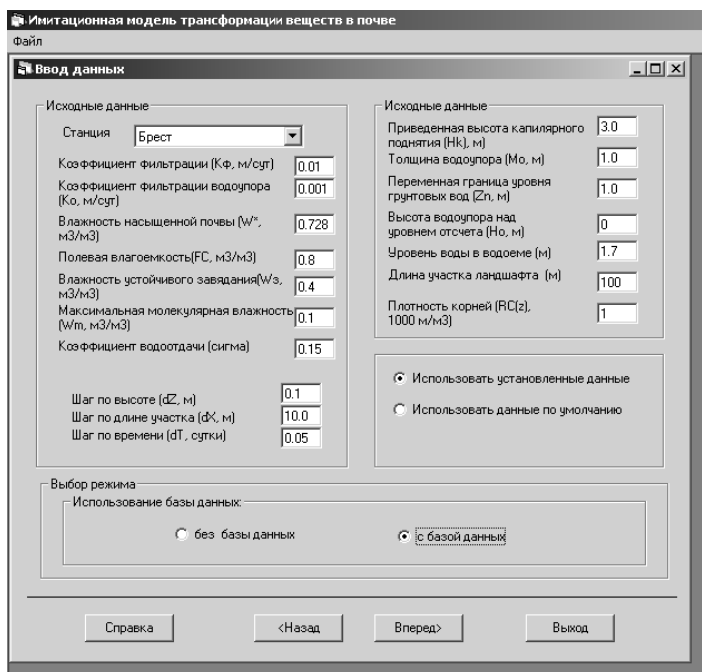 Имитационная модель трансформации веществ в почве
Файл
Ввод данных
Исходные данные
Станция Брест
Коэффициент фильтрации (Кф, м/сут) 0.01
Коэффициент фильтрации водоупора
(Ко, м/сут) 0.001
Влажность насыщенной почвы (W*,
м3/м3) 0.728
Полевая влагоемкость(FC, м3/м3) 0.8
Влажность устойчивого завядания(Wз,
м3/м3) 0.4
Максимальная молекулярная влажность
(Wm, м3/м3) 0.1
Коэффициент водоотдачи (сигма) 0.15
Шаг по высоте (dZ, м) 0.1
Шаг по длине участка (dX, м) 10.0
Шаг по времени (dT, сутки) 0.05
Исходные данные
Приведенная высота капилярного
поднятия (Hk), м) 3.0
Толщина водоупора (Mo, м) 1.0
Переменная граница уровня
грунтовых вод (Zn, м) 1.0
Высота водоупора над
уровнем отсчета (Но, м) 0
Уровень воды в водоеме (м) 1.7
Длина участка ландшафта (м) 100
Плотность корней (RC(z),
1000 м/м3) 1
Использовать установленные данные
Использовать данные по умолчанию
Выбор режима
Использование базы данных:
без базы данных
с базой данных
Справка
<Назад
Вперед>
Выход